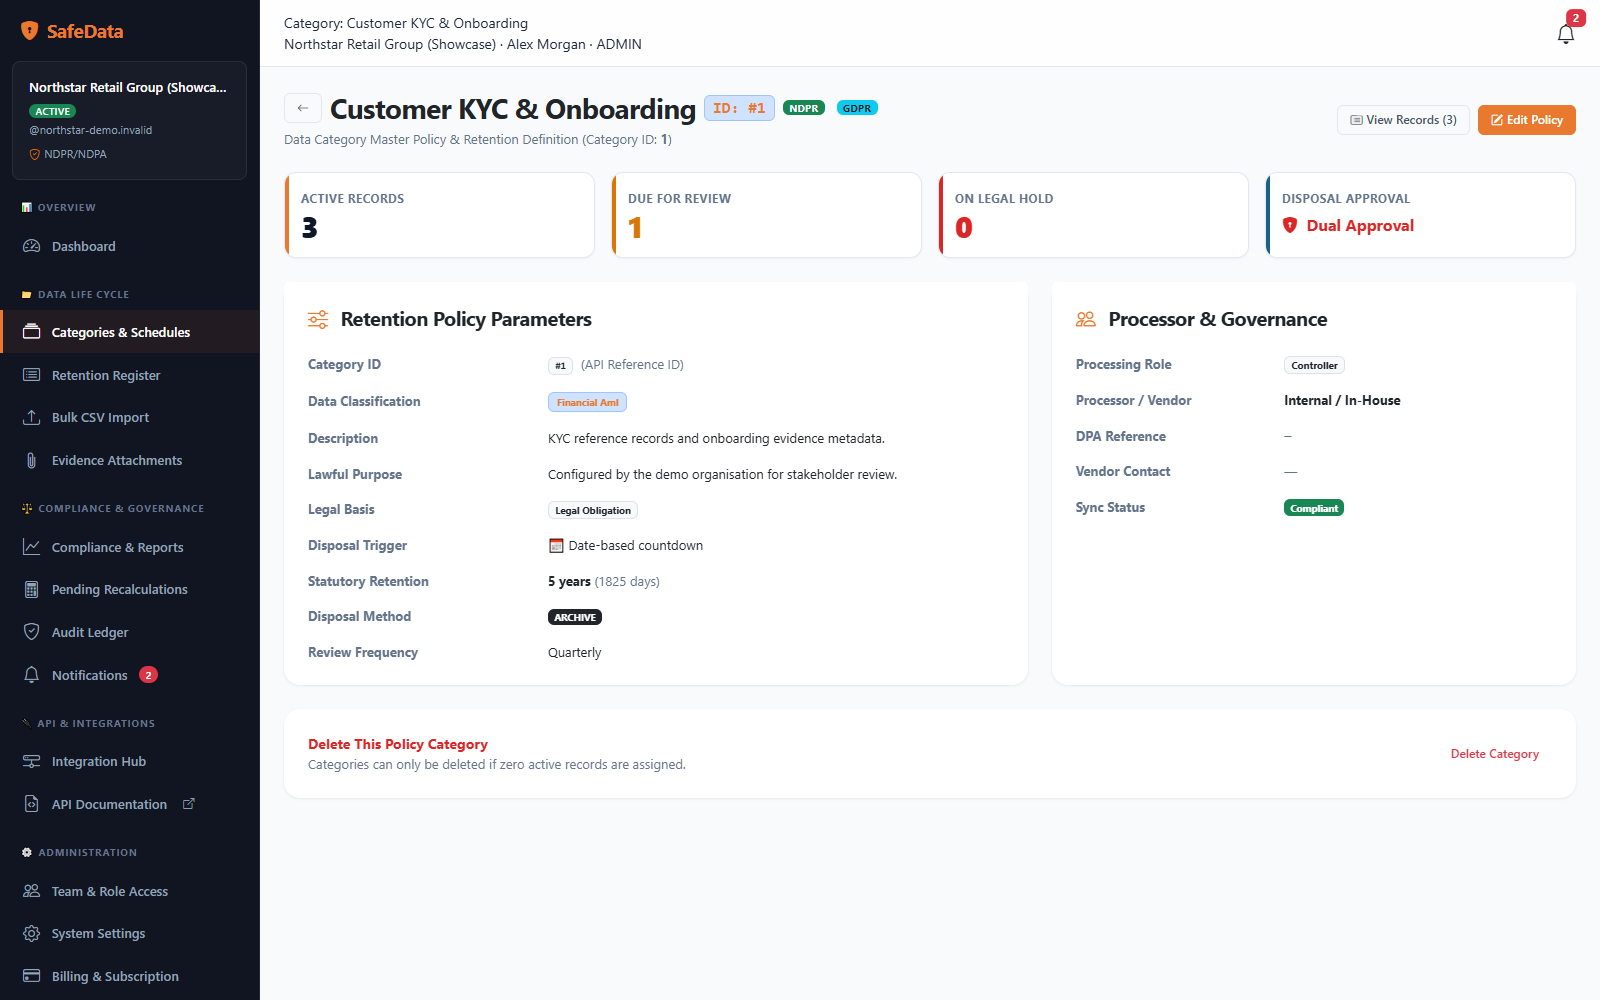 SafeData
Northstar Retail Group (Showca...
ACTIVE
@northstar-demo.invalid
NDPR/NDPA
OVERVIEW
Dashboard
DATA LIFE CYCLE
Categories & Schedules
Retention Register
Bulk CSV Import
Evidence Attachments
COMPLIANCE & GOVERNANCE
Compliance & Reports
Pending Recalculations
Audit Ledger
Notifications 2
API & INTEGRATIONS
Integration Hub
API Documentation
ADMINISTRATION
Team & Role Access
System Settings
Billing & Subscription
Category: Customer KYC & Onboarding
Northstar Retail Group (Showcase) · Alex Morgan · ADMIN
2
Customer KYC & Onboarding ID: #1 NDPR GDPR
Data Category Master Policy & Retention Definition (Category ID: 1)
View Records (3)
Edit Policy
ACTIVE RECORDS
3
DUE FOR REVIEW
1
ON LEGAL HOLD
0
DISPOSAL APPROVAL
Dual Approval
Retention Policy Parameters
Category ID #1 (API Reference ID)
Data Classification Financial Aml
Description KYC reference records and onboarding evidence metadata.
Lawful Purpose Configured by the demo organisation for stakeholder review.
Legal Basis Legal Obligation
Disposal Trigger Date-based countdown
Statutory Retention 5 years (1825 days)
Disposal Method ARCHIVE
Review Frequency Quarterly
Processor & Governance
Processing Role Controller
Processor / Vendor Internal / In-House
DPA Reference –
Vendor Contact —
Sync Status Compliant
Delete This Policy Category
Categories can only be deleted if zero active records are assigned.
Delete Category